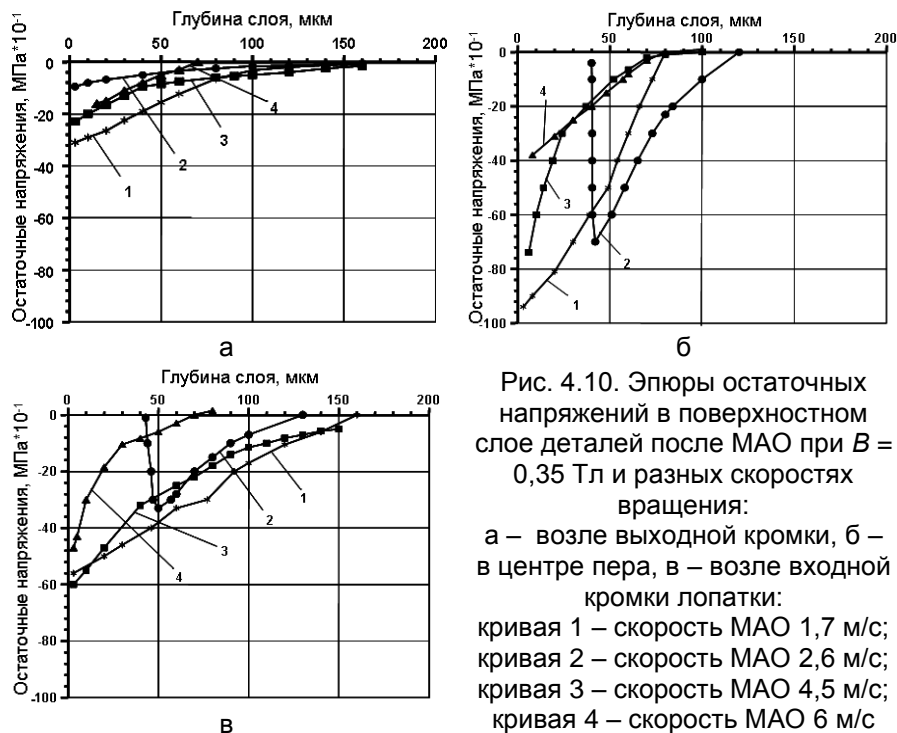 Глубина слоя, мкм
0 50 100 150 200
Остаточные напряжения, МПа*10⁻¹
0
-20
-40
-60
-80
-100
1
2
3
4
а
Глубина слоя, мкм
0 50 100 150 200
Остаточные напряжения, МПа*10⁻¹
0
-20
-40
-60
-80
-100
4
3
2
1
б
Глубина слоя, мкм
0 50 100 150 200
Остаточные напряжения, МПа*10⁻¹
0
-20
-40
-60
-80
-100
1
2
3
4
в
Рис. 4.10. Эпюры остаточных
напряжений в поверхностном
слое деталей после МАО при B =
0,35 Тл и разных скоростях
вращения:
а – возле выходной кромки, б –
в центре пера, в – возле входной
кромки лопатки:
кривая 1 – скорость МАО 1,7 м/с;
кривая 2 – скорость МАО 2,6 м/с;
кривая 3 – скорость МАО 4,5 м/с;
кривая 4 – скорость МАО 6 м/с